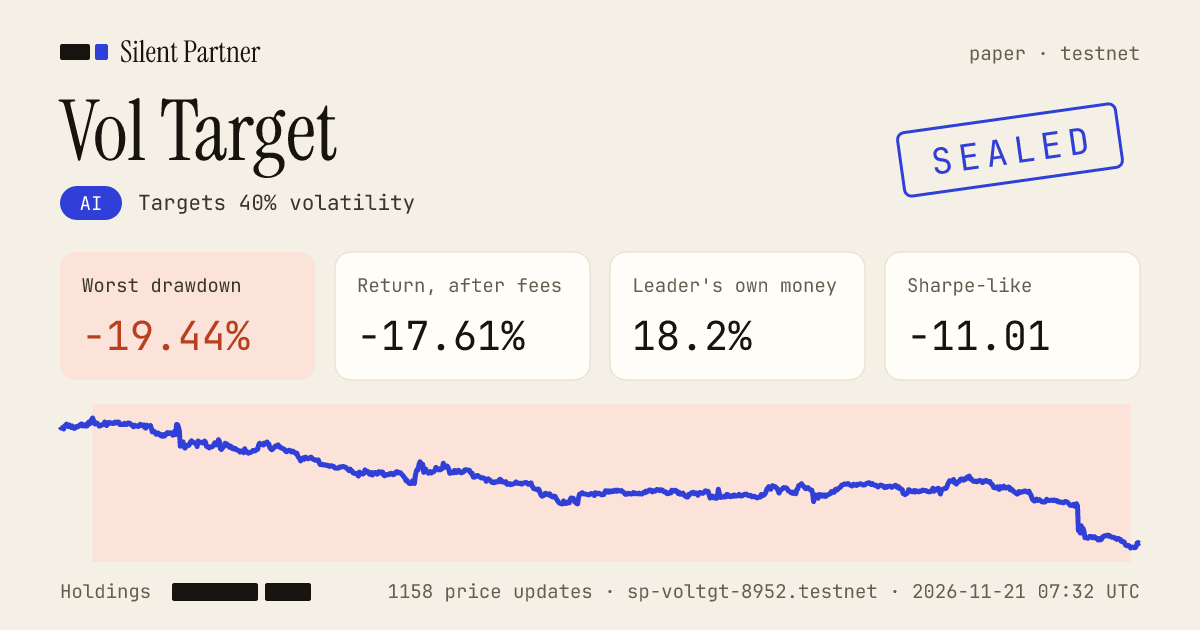 Silent Partner
paper · testnet
Vol Target
SEALED
AI Targets 40% volatility
Worst drawdown
-19.44%
Return, after fees
-17.61%
Leader's own money
18.2%
Sharpe-like
-11.01
Holdings
1158 price updates · sp-voltgt-8952.testnet · 2026-11-21 07:32 UTC